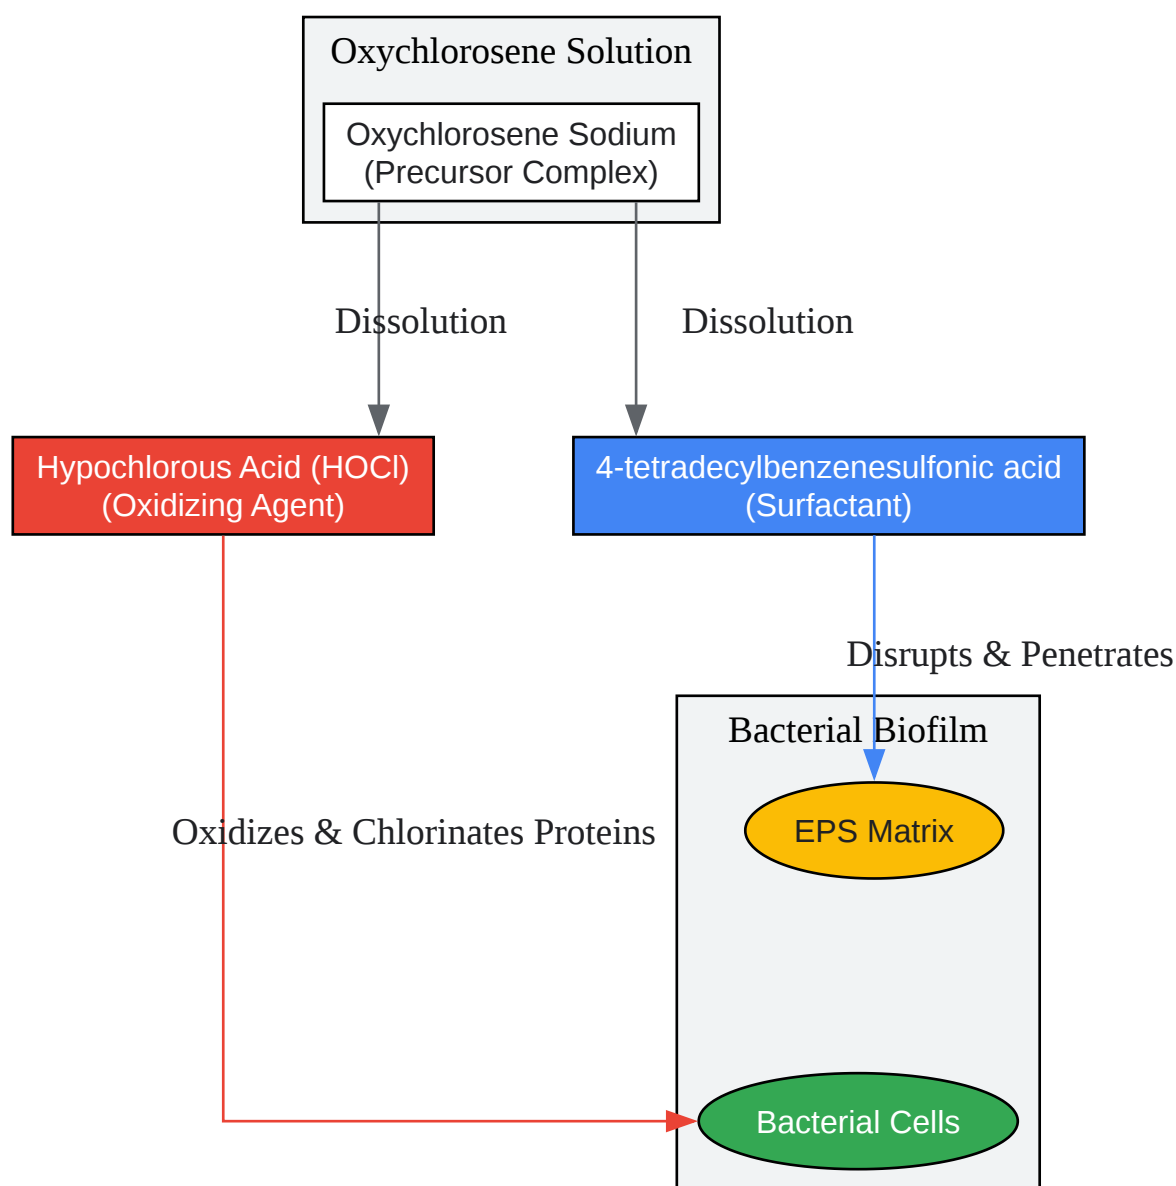 Oxychlorosene Solution
Oxychlorosene Sodium
(Precursor Complex)
Dissolution
Dissolution
Hypochlorous Acid (HOCl)
(Oxidizing Agent)
4-tetradecylbenzenesulfonic acid
(Surfactant)
Disrupts & Penetrates
Bacterial Biofilm
Oxidizes & Chlorinates Proteins
EPS Matrix
Bacterial Cells